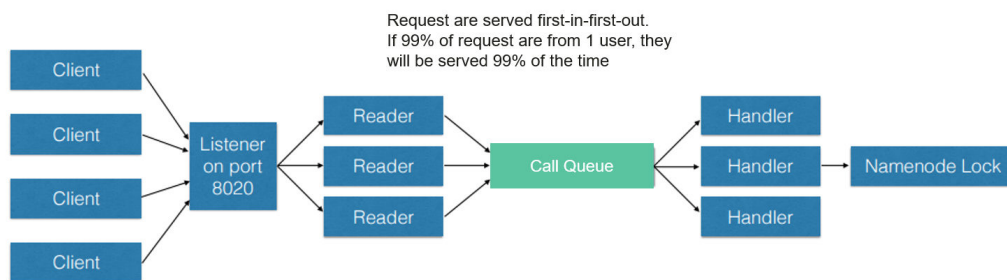 Request are served first-in-first-out.
If 99% of request are from 1 user, they
will be served 99% of the time
Client
Client
Client
Client
Listener
on port
8020
Reader
Reader
Reader
Call Queue
Handler
Handler
Handler
Namenode Lock